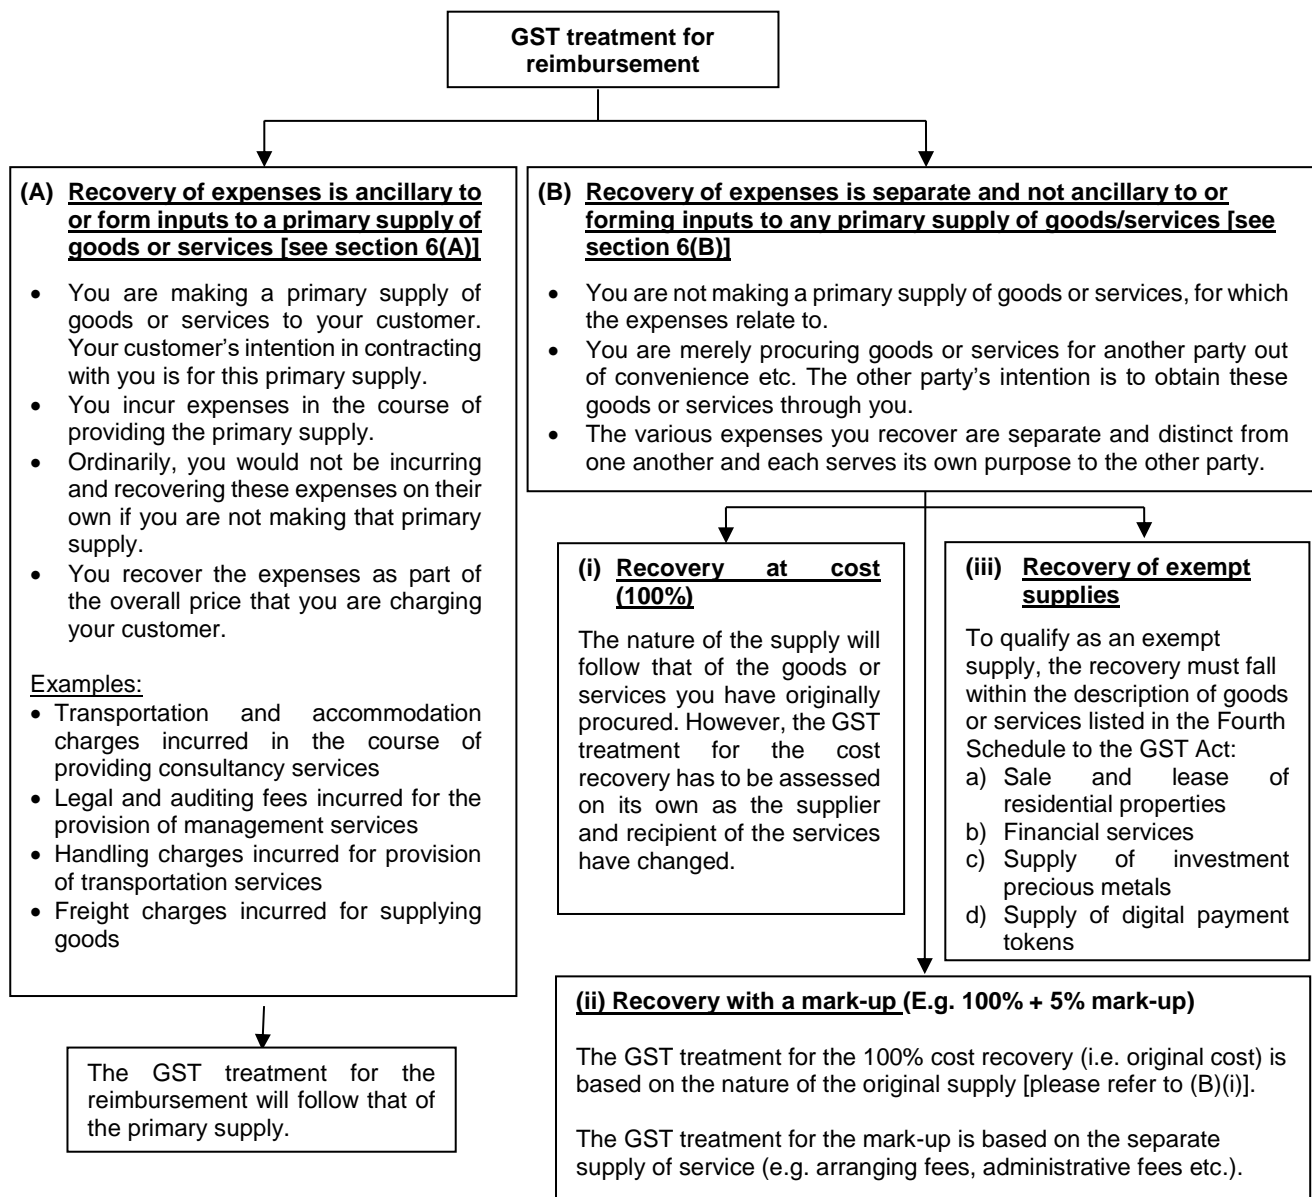 GST treatment for
reimbursement
(A) Recovery of expenses is ancillary to
or form inputs to a primary supply of
goods or services [see section 6(A)]
• You are making a primary supply of
goods or services to your customer.
Your customer's intention in contracting
with you is for this primary supply.
• You incur expenses in the course of
providing the primary supply.
• Ordinarily, you would not be incurring
and recovering these expenses on their
own if you are not making that primary
supply.
• You recover the expenses as part of
the overall price that you are charging
your customer.
Examples:
• Transportation and accommodation
charges incurred in the course of
providing consultancy services
• Legal and auditing fees incurred for the
provision of management services
• Handling charges incurred for provision
of transportation services
• Freight charges incurred for supplying
goods
The GST treatment for the
reimbursement will follow that of
the primary supply.
(B) Recovery of expenses is separate and not ancillary to or
forming inputs to any primary supply of goods/services [see
section 6(B)]
• You are not making a primary supply of goods or services, for which
the expenses relate to.
• You are merely procuring goods or services for another party out
of convenience etc. The other party's intention is to obtain these
goods or services through you.
• The various expenses you recover are separate and distinct from
one another and each serves its own purpose to the other party.
(i) Recovery at cost
(100%)
The nature of the supply will
follow that of the goods or
services you have originally
procured. However, the GST
treatment for the cost
recovery has to be assessed
on its own as the supplier
and recipient of the services
have changed.
(iii) Recovery of exempt
supplies
To qualify as an exempt
supply, the recovery must fall
within the description of goods
or services listed in the Fourth
Schedule to the GST Act:
a) Sale and lease of
residential properties
b) Financial services
c) Supply of investment
precious metals
d) Supply of digital payment
tokens
(ii) Recovery with a mark-up (E.g. 100% + 5% mark-up)
The GST treatment for the 100% cost recovery (i.e. original cost) is
based on the nature of the original supply [please refer to (B)(i)].
The GST treatment for the mark-up is based on the separate
supply of service (e.g. arranging fees, administrative fees etc.).